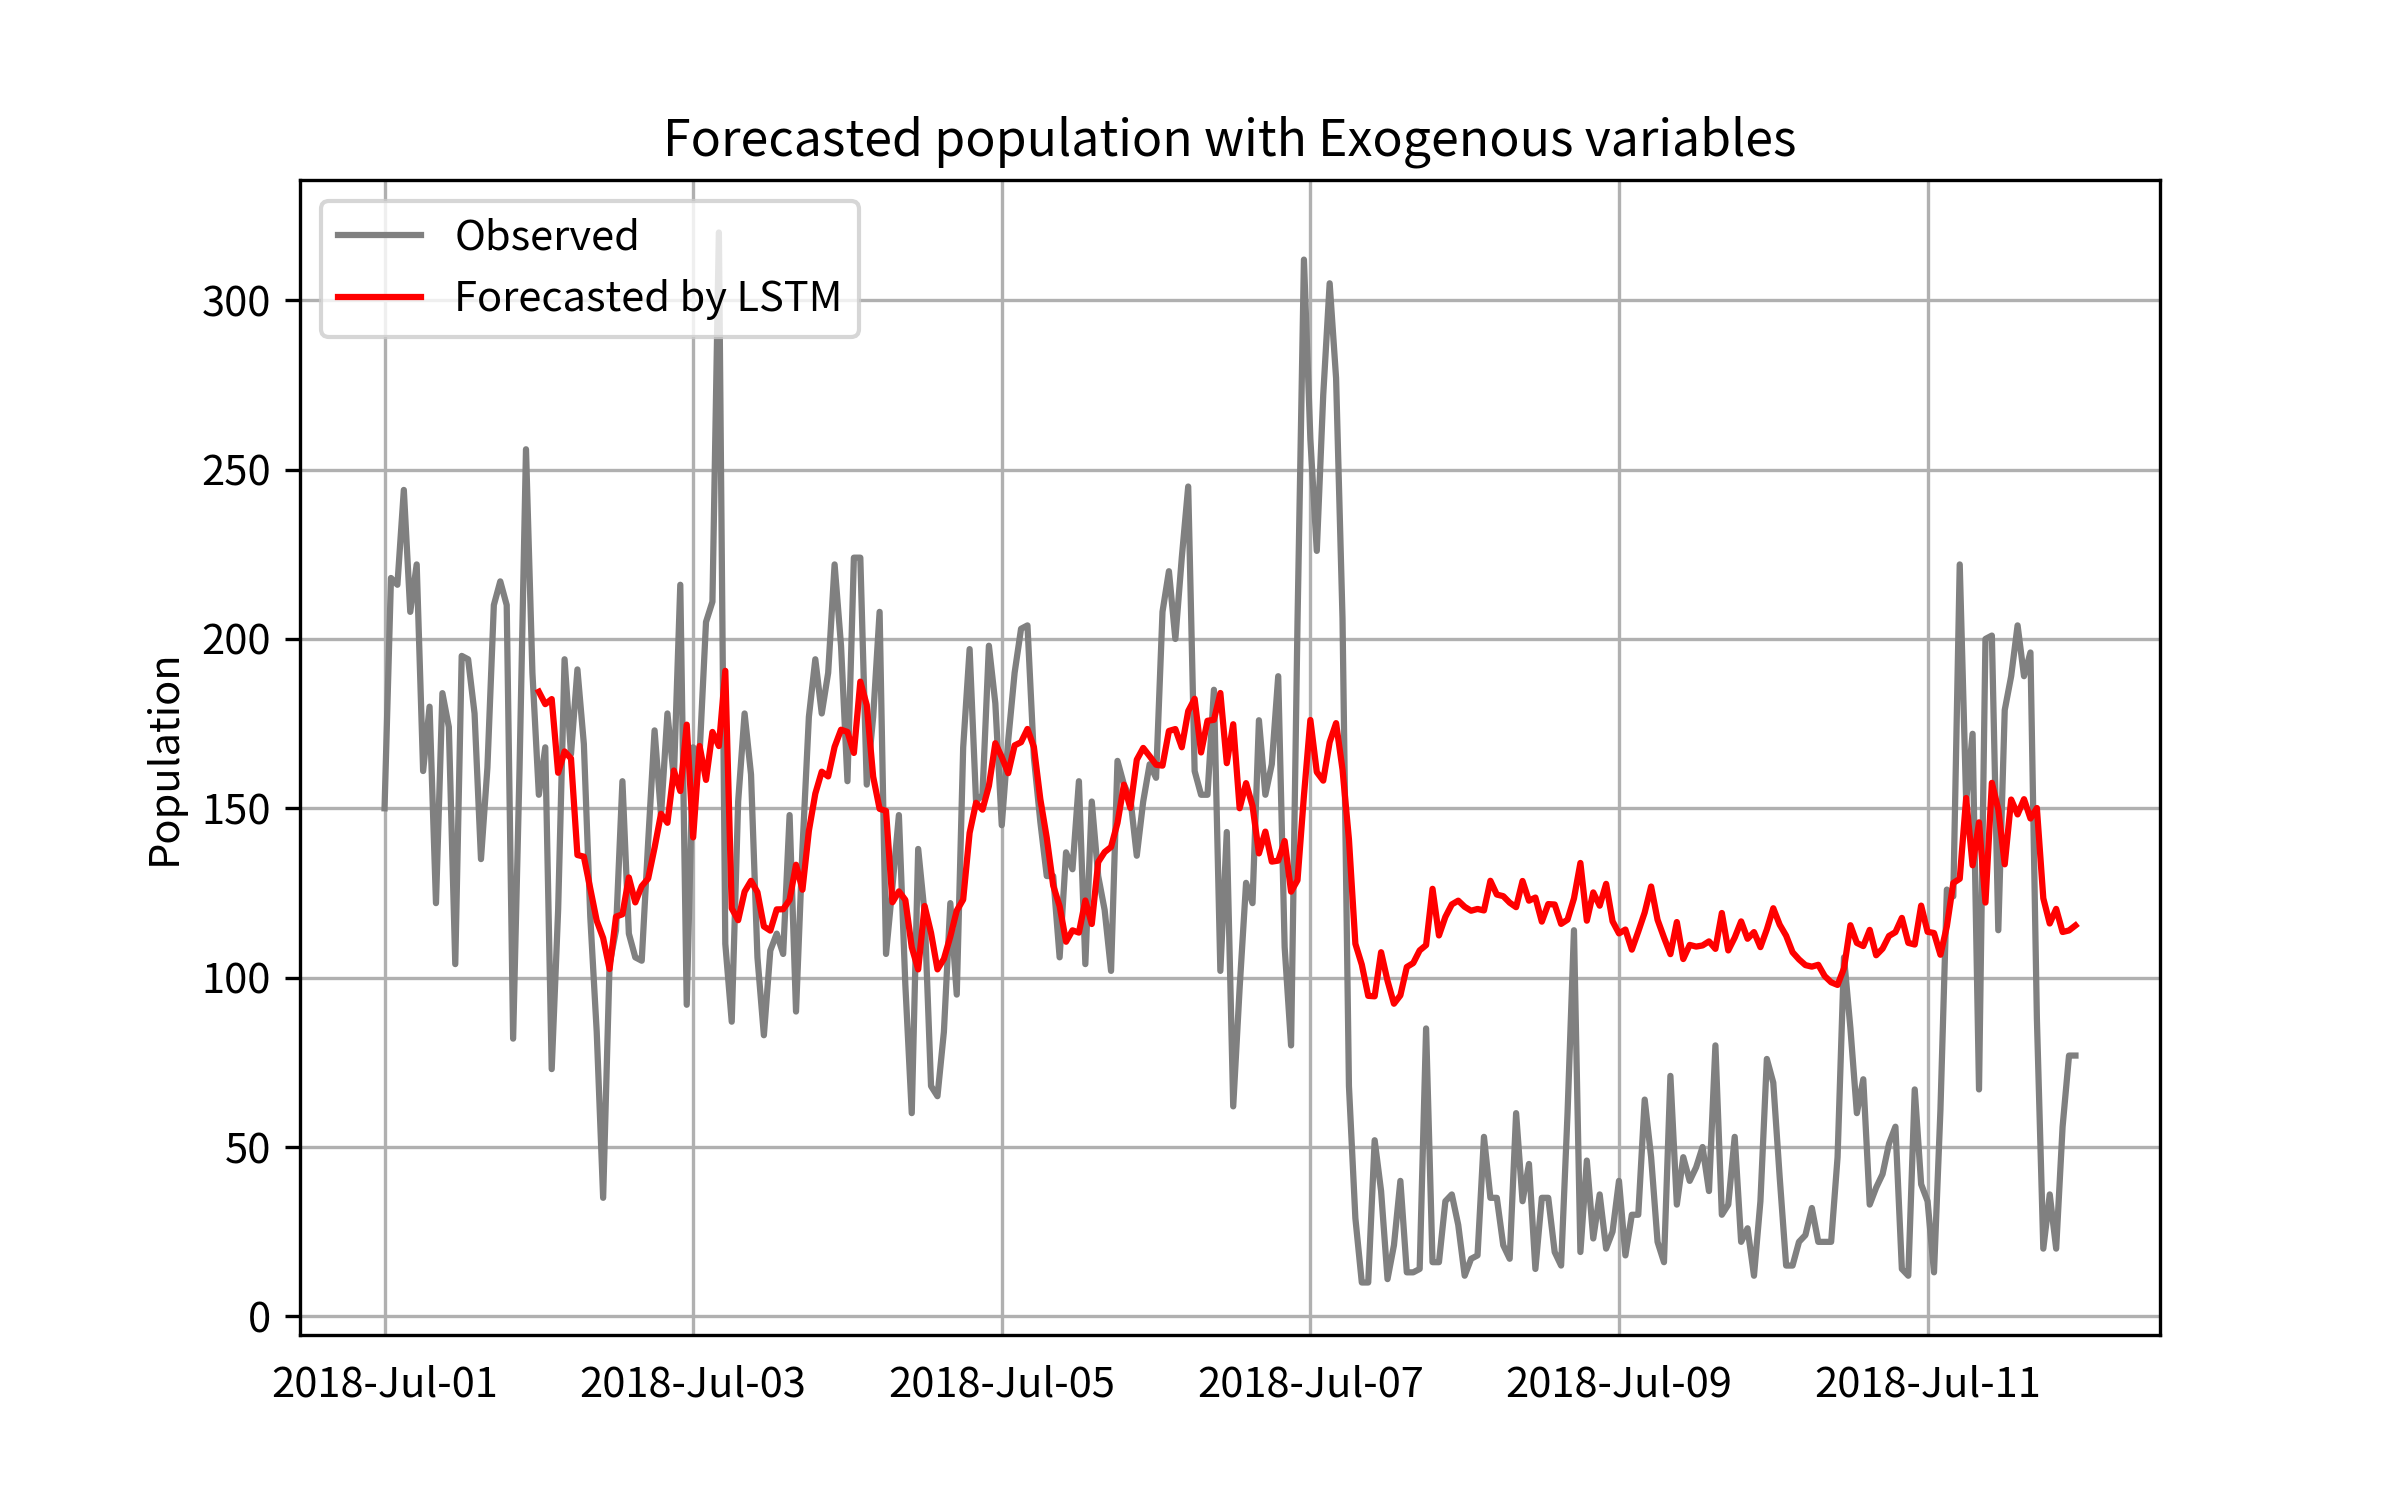 Forecasted population with Exogenous variables
Observed
Forecasted by LSTM
Population
300
250
200
150
100
50
0
2018-Jul-01 2018-Jul-03 2018-Jul-05 2018-Jul-07 2018-Jul-09 2018-Jul-11